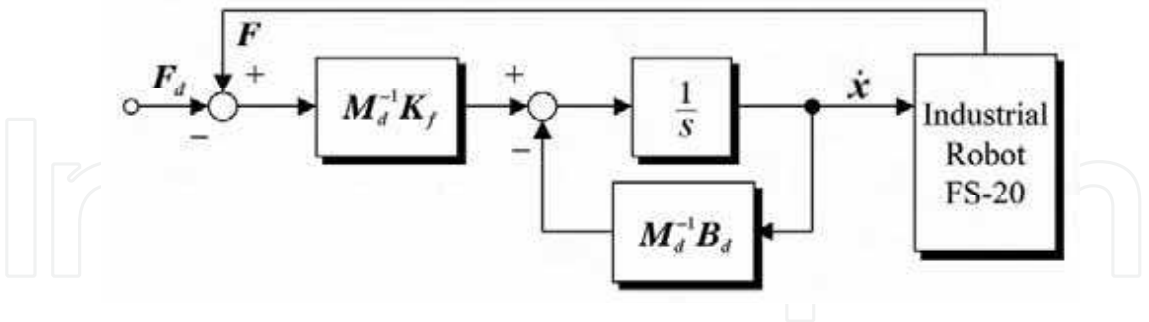 F
F_d
+
−
M_d^{-1} K_f
+
−
1/s
ẋ
Industrial
Robot
FS-20
M_d^{-1} B_d